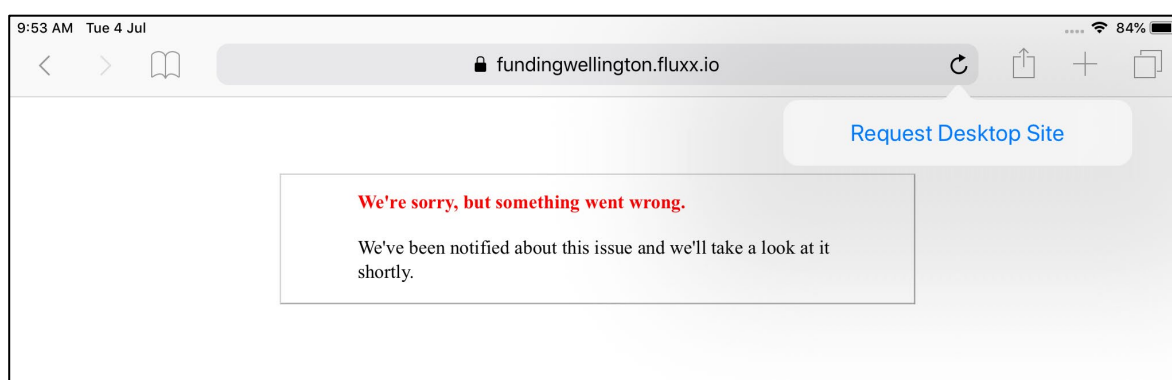 9:53 AM Tue 4 Jul 84%
fundingwellington.fluxx.io
Request Desktop Site
We're sorry, but something went wrong.
We've been notified about this issue and we'll take a look at it
shortly.